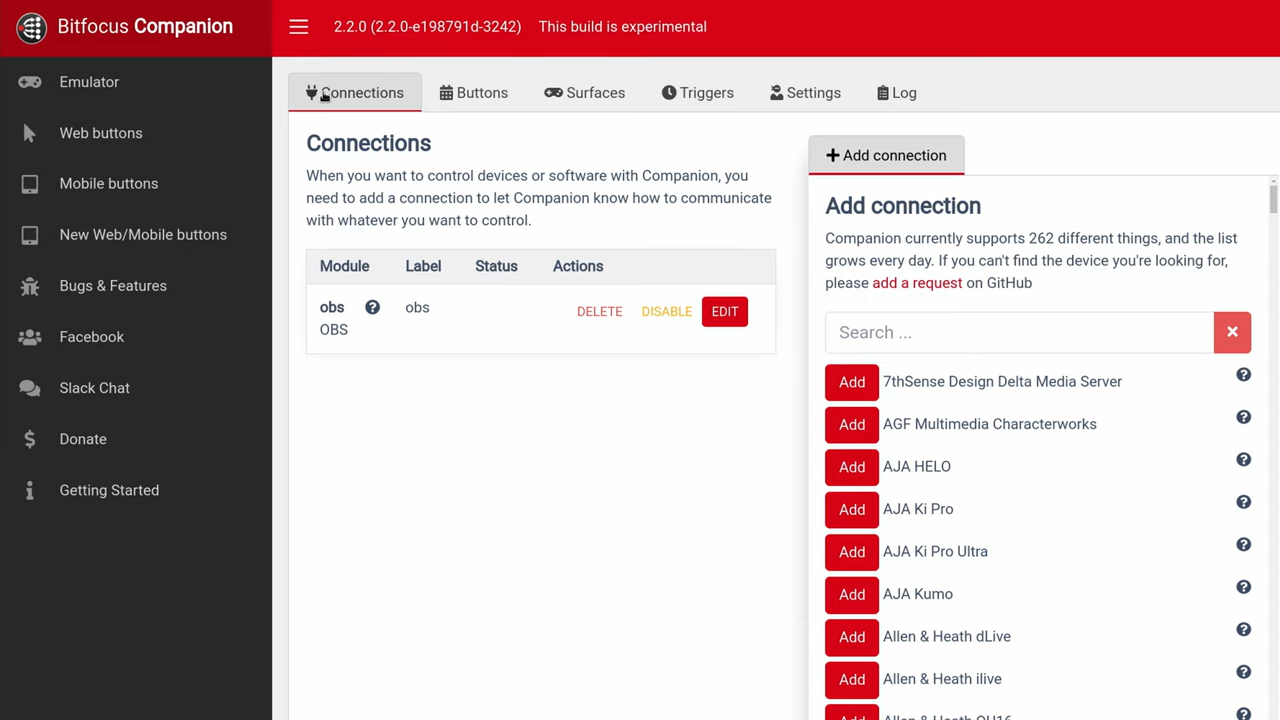 Bitfocus Companion
2.2.0 (2.2.0-e198791d-3242) This build is experimental
Emulator
Web buttons
Mobile buttons
New Web/Mobile buttons
Bugs & Features
Facebook
Slack Chat
Donate
Getting Started
Connections Buttons Surfaces Triggers Settings Log
Connections
When you want to control devices or software with Companion, you
need to add a connection to let Companion know how to communicate
with whatever you want to control.
Module Label Status Actions
obs obs DELETE DISABLE EDIT
OBS
Add connection
Add connection
Companion currently supports 262 different things, and the list
grows every day. If you can't find the device you're looking for,
please add a request on GitHub
Search ...
Add 7thSense Design Delta Media Server
Add AGF Multimedia Characterworks
Add AJA HELO
Add AJA Ki Pro
Add AJA Ki Pro Ultra
Add AJA Kumo
Add Allen & Heath dLive
Add Allen & Heath ilive
Add Allen & Heath